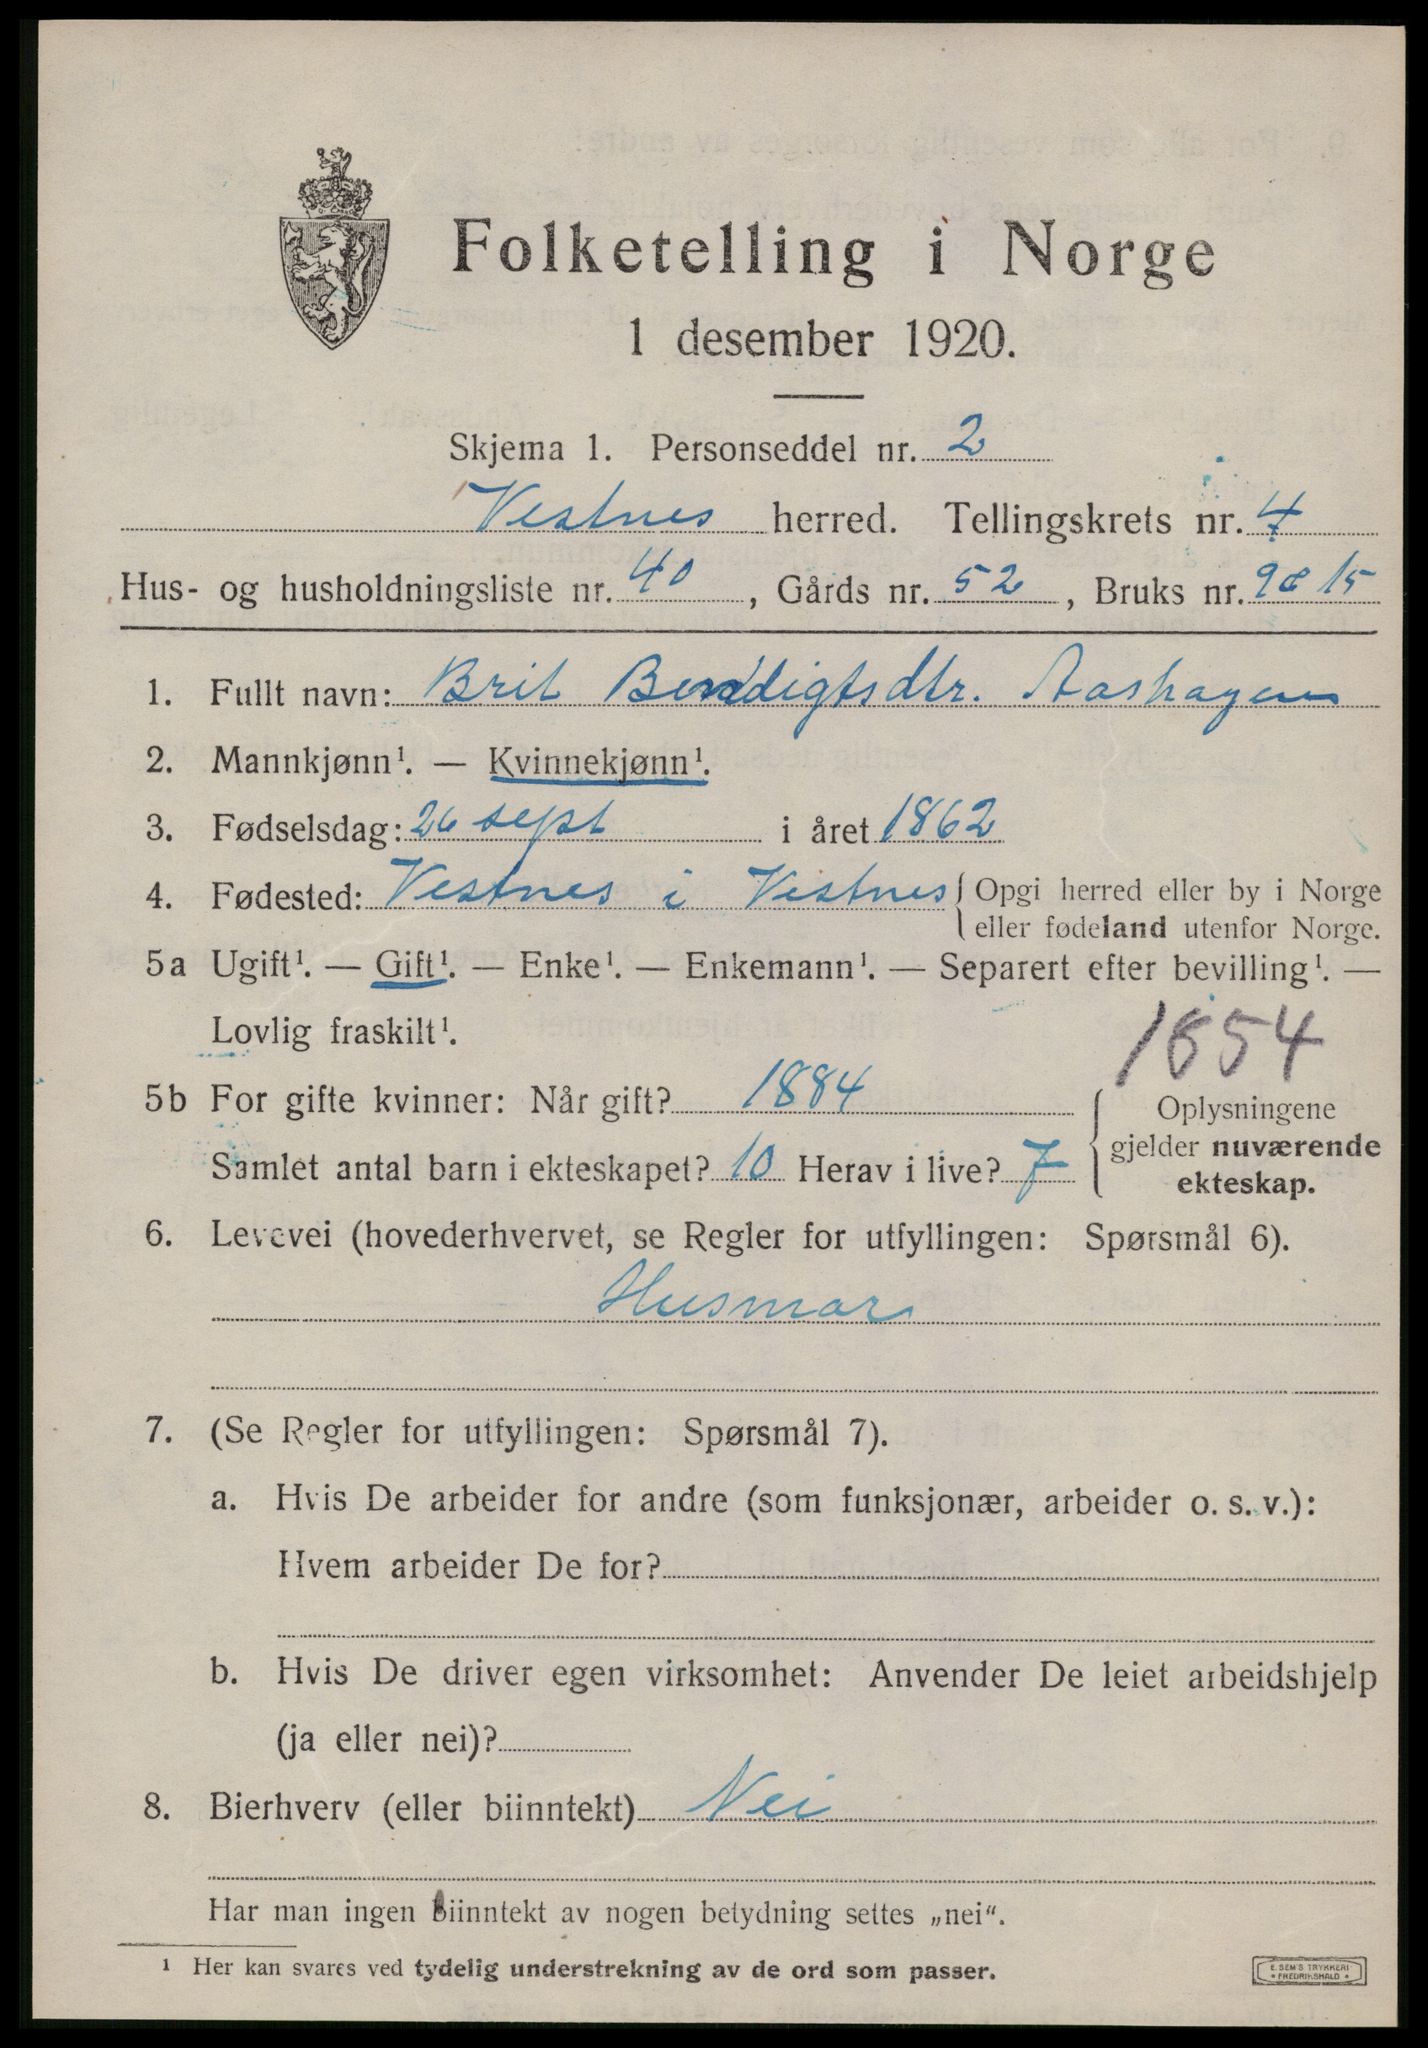 Folketelling i Norge
1 desember 1920.
Skjema 1. Personseddel nr. 2
Vestnes herred. Tellingskrets nr. 4
Hus- og husholdningsliste nr. 40, Gårds nr. 52, Bruks nr. 9 & 15
1. Fullt navn: Brit Bendigtsdtr. Aashagen
2. Mannkjønn¹. — Kvinnekjønn¹.
3. Fødselsdag: 26 sept i året 1862
4. Fødested: Vestnes i Vestnes { Opgi herred eller by i Norge
eller fødeland utenfor Norge.
5a Ugift¹. — Gift¹. — Enke¹. — Enkemann¹. — Separert efter bevilling¹. —
Lovlig fraskilt¹.
1654
5b For gifte kvinner: Når gift? 1884
Samlet antal barn i ekteskapet? 10 Herav i live? 7
{ Oplysningene
gjelder nuværende
ekteskap.
6. Levevei (hovederhvervet, se Regler for utfyllingen: Spørsmål 6).
Husmor
7. (Se Regler for utfyllingen: Spørsmål 7).
a. Hvis De arbeider for andre (som funksjonær, arbeider o. s. v.):
Hvem arbeider De for?
b. Hvis De driver egen virksomhet: Anvender De leiet arbeidshjelp
(ja eller nei)?
8. Bierhverv (eller biinntekt) Nei
Har man ingen biinntekt av nogen betydning settes „nei“.
¹ Her kan svares ved tydelig understrekning av de ord som passer.
E. SEM'S TRYKKERI
* FREDRIKSHALD *